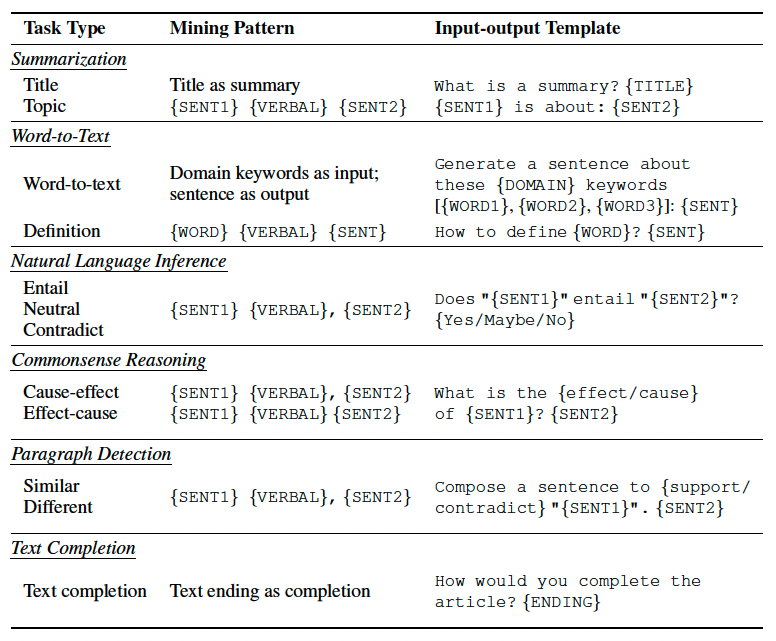 Task Type Mining Pattern Input-output Template
Summarization
Title Title as summary What is a summary? {TITLE}
Topic {SENT1} {VERBAL} {SENT2} {SENT1} is about: {SENT2}
Word-to-Text
Word-to-text Domain keywords as input; sentence as output Generate a sentence about these {DOMAIN} keywords [{WORD1}, {WORD2}, {WORD3}]: {SENT}
Definition {WORD} {VERBAL} {SENT} How to define {WORD}? {SENT}
Natural Language Inference
Entail
Neutral
Contradict
{SENT1} {VERBAL}, {SENT2}
Does "{SENT1}" entail "{SENT2}"?
{Yes/Maybe/No}
Commonsense Reasoning
Cause-effect {SENT1} {VERBAL}, {SENT2} What is the {effect/cause}
Effect-cause {SENT1} {VERBAL}{SENT2} of {SENT1}? {SENT2}
Paragraph Detection
Similar
Different
{SENT1} {VERBAL}, {SENT2}
Compose a sentence to {support/
contradict} "{SENT1}". {SENT2}
Text Completion
Text completion Text ending as completion How would you complete the
article? {ENDING}